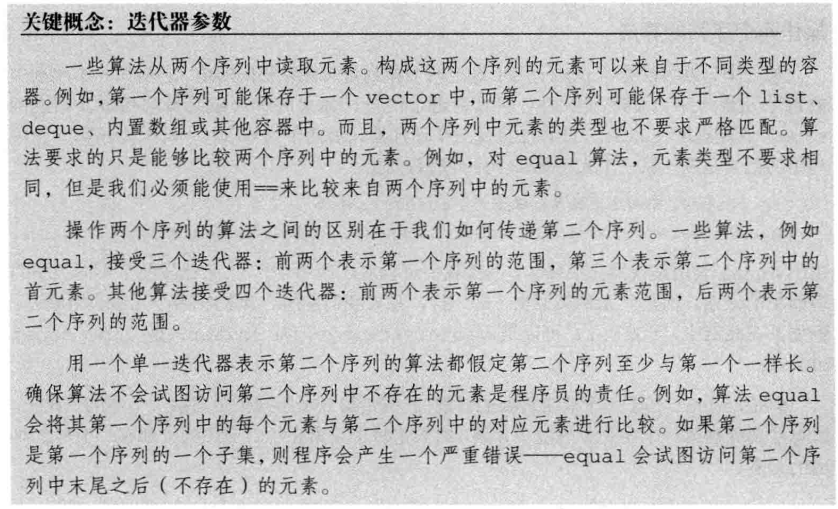 关键概念：迭代器参数
一些算法从两个序列中读取元素。构成这两个序列的元素可以来自于不同类型的容
器。例如，第一个序列可能保存于一个 vector 中，而第二个序列可能保存于一个 list、
deque、内置数组或其他容器中。而且，两个序列中元素的类型也不要求严格匹配。算
法要求的只是能够比较两个序列中的元素。例如，对 equal 算法，元素类型不要求相
同，但是我们必须能使用==来比较来自两个序列中的元素。
操作两个序列的算法之间的区别在于我们如何传递第二个序列。一些算法，例如
equal，接受三个迭代器：前两个表示第一个序列的范围，第三个表示第二个序列中的
首元素。其他算法接受四个迭代器：前两个表示第一个序列的元素范围，后两个表示第
二个序列的范围。
用一个单一迭代器表示第二个序列的算法都假定第二个序列至少与第一个一样长。
确保算法不会试图访问第二个序列中不存在的元素是程序员的责任。例如，算法 equal
会将其第一个序列中的每个元素与第二个序列中的对应元素进行比较。如果第二个序列
是第一个序列的一个子集，则程序会产生一个严重错误——equal 会试图访问第二个序
列中末尾之后（不存在）的元素。